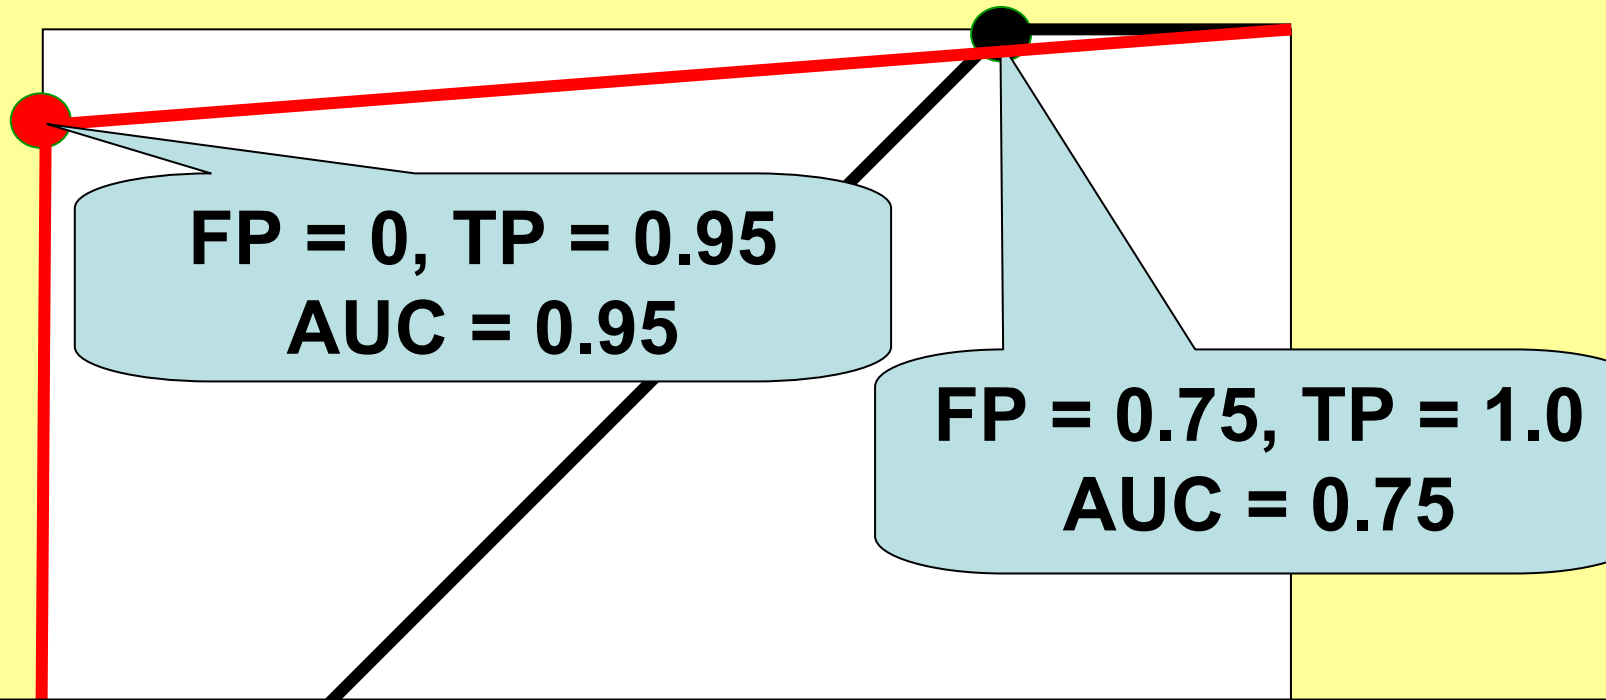 FP = 0, TP = 0.95
AUC = 0.95
FP = 0.75, TP = 1.0
AUC = 0.75